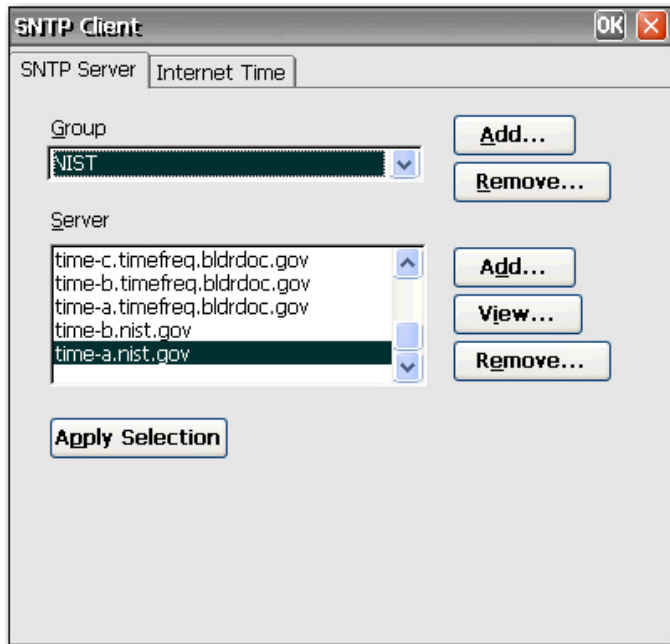 SNTP Client OK
SNTP Server Internet Time
Group
Add...
NIST
Remove...
Server
time-c.timefreq.bldrdoc.gov
Add...
time-b.timefreq.bldrdoc.gov
time-a.timefreq.bldrdoc.gov
View...
time-b.nist.gov
time-a.nist.gov
Remove...
Apply Selection